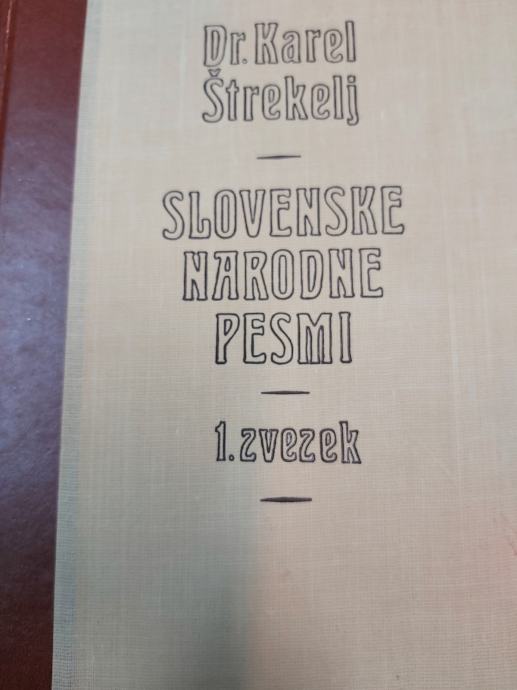 Dr. Karel
Štrekelj
SLOVENSKE
NARODNE
PESMI
1. zvezek